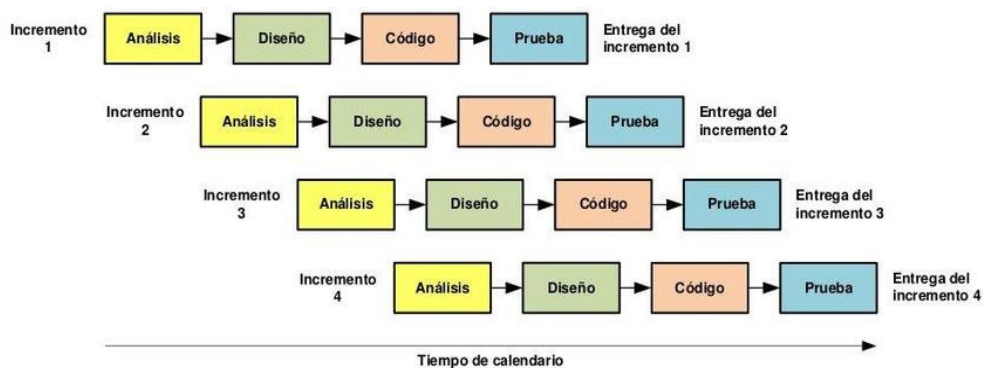 Incremento
1
Análisis
Diseño
Código
Prueba
Entrega del
incremento 1
Incremento
2
Análisis
Diseño
Código
Prueba
Entrega del
incremento 2
Incremento
3
Análisis
Diseño
Código
Prueba
Entrega del
incremento 3
Incremento
4
Análisis
Diseño
Código
Prueba
Entrega del
incremento 4
Tiempo de calendario